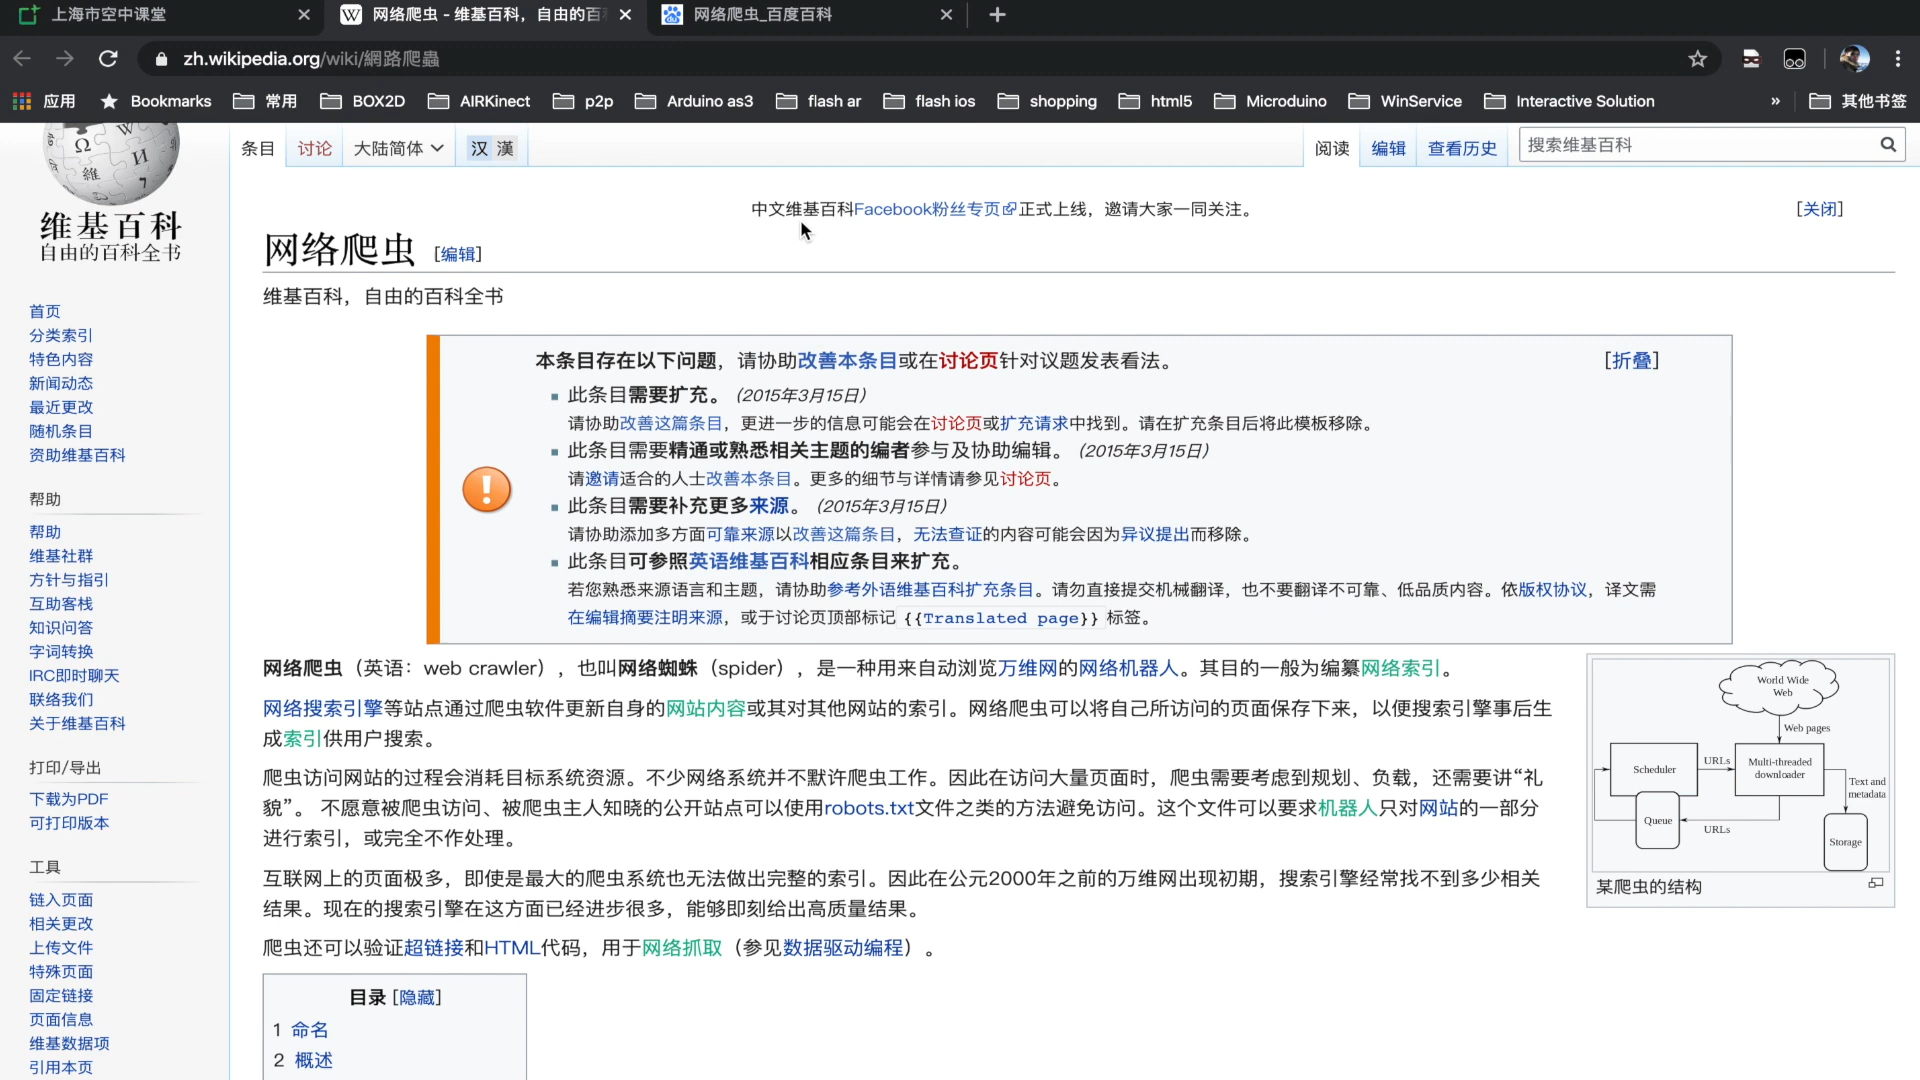 上海市空中课堂
网络爬虫 - 维基百科，自由的百
网络爬虫_百度百科
zh.wikipedia.org/wiki/網路爬蟲
应用 Bookmarks 常用 BOX2D AIRKinect p2p Arduino as3 flash ar flash ios shopping html5 Microduino WinService Interactive Solution » 其他书签
条目 讨论 大陆简体 汉 漢 阅读 编辑 查看历史 搜索维基百科
维基百科
自由的百科全书
首页
分类索引
特色内容
新闻动态
最近更改
随机条目
资助维基百科
帮助
帮助
维基社群
方针与指引
互助客栈
知识问答
字词转换
IRC即时聊天
联络我们
关于维基百科
打印/导出
下载为PDF
可打印版本
工具
链入页面
相关更改
上传文件
特殊页面
固定链接
页面信息
维基数据项
引用本页
中文维基百科Facebook粉丝专页正式上线，邀请大家一同关注。 [关闭]
网络爬虫 [编辑]
维基百科，自由的百科全书
本条目存在以下问题，请协助改善本条目或在讨论页针对议题发表看法。 [折叠]
此条目需要扩充。 (2015年3月15日)
请协助改善这篇条目，更进一步的信息可能会在讨论页或扩充请求中找到。请在扩充条目后将此模板移除。
此条目需要精通或熟悉相关主题的编者参与及协助编辑。 (2015年3月15日)
请邀请适合的人士改善本条目。更多的细节与详情请参见讨论页。
此条目需要补充更多来源。 (2015年3月15日)
请协助添加多方面可靠来源以改善这篇条目，无法查证的内容可能会因为异议提出而移除。
此条目可参照英语维基百科相应条目来扩充。
若您熟悉来源语言和主题，请协助参考外语维基百科扩充条目。请勿直接提交机械翻译，也不要翻译不可靠、低品质内容。依版权协议，译文需
在编辑摘要注明来源，或于讨论页顶部标记 {{Translated page}} 标签。
网络爬虫（英语：web crawler），也叫网络蜘蛛（spider），是一种用来自动浏览万维网的网络机器人。其目的一般为编纂网络索引。
网络搜索引擎等站点通过爬虫软件更新自身的网站内容或其对其他网站的索引。网络爬虫可以将自己所访问的页面保存下来，以便搜索引擎事后生
成索引供用户搜索。
爬虫访问网站的过程会消耗目标系统资源。不少网络系统并不默许爬虫工作。因此在访问大量页面时，爬虫需要考虑到规划、负载，还需要讲“礼
貌”。 不愿意被爬虫访问、被爬虫主人知晓的公开站点可以使用robots.txt文件之类的方法避免访问。这个文件可以要求机器人只对网站的一部分
进行索引，或完全不作处理。
互联网上的页面极多，即使是最大的爬虫系统也无法做出完整的索引。因此在公元2000年之前的万维网出现初期，搜索引擎经常找不到多少相关
结果。现在的搜索引擎在这方面已经进步很多，能够即刻给出高质量结果。
爬虫还可以验证超链接和HTML代码，用于网络抓取（参见数据驱动编程）。
World Wide
Web
Web pages
Scheduler
URLs
Multi-threaded
downloader
Text and
metadata
Queue
URLs
Storage
某爬虫的结构
目录 [隐藏]
1 命名
2 概述